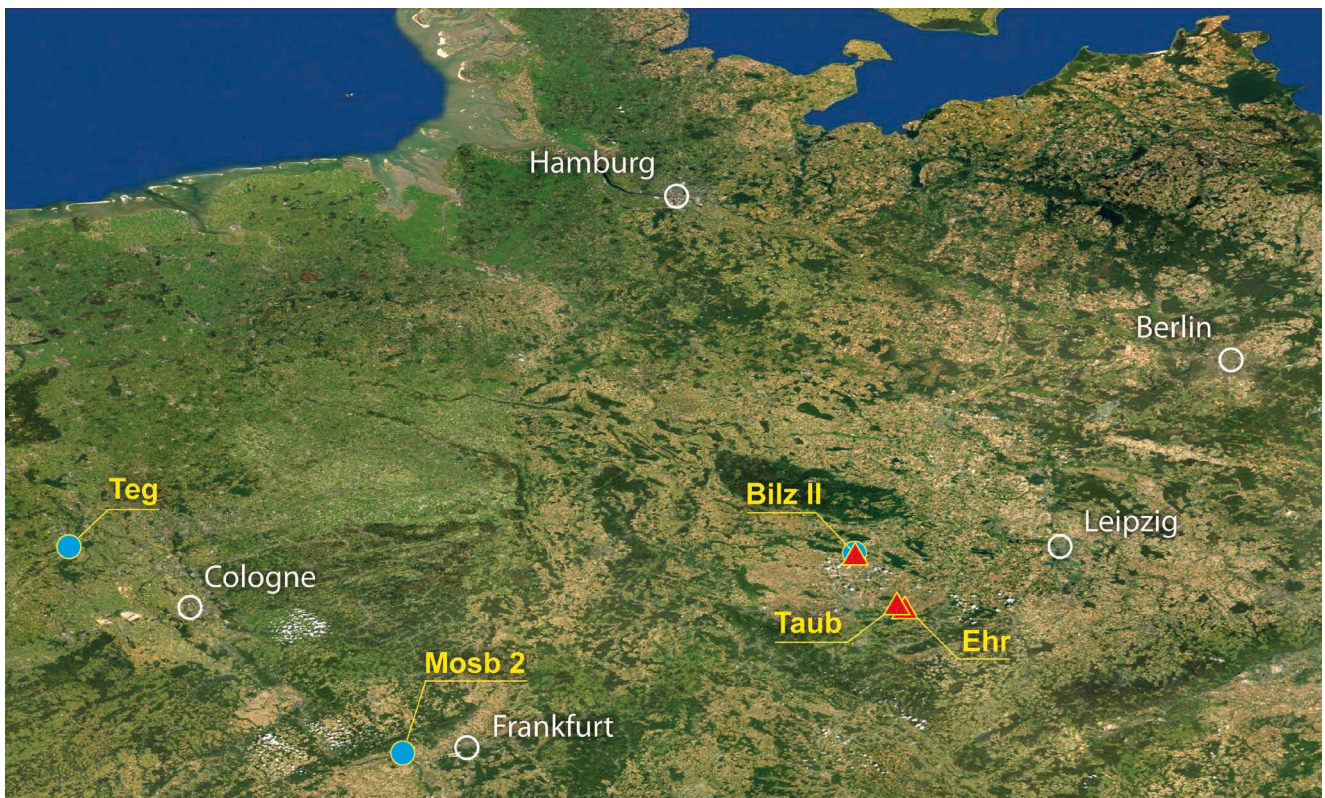 Hamburg
Berlin
Teg
Bilz II
Leipzig
Cologne
Taub
Ehr
Mosb 2
Frankfurt